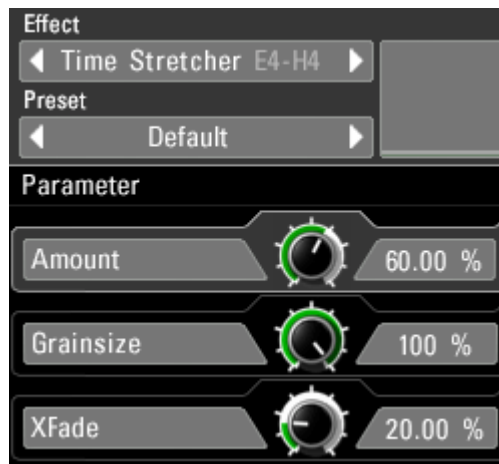 Effect
Time Stretcher E4-H4
Preset
Default
Parameter
Amount 60.00 %
Grainsize 100 %
XFade 20.00 %